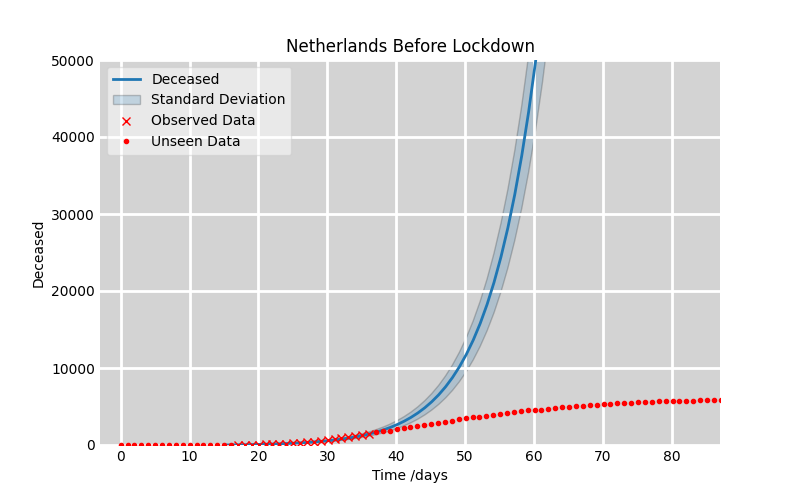 Netherlands Before Lockdown
50000
40000
30000
20000
10000
0
Deceased
Deceased
Standard Deviation
Observed Data
Unseen Data
0 10 20 30 40 50 60 70 80
Time /days